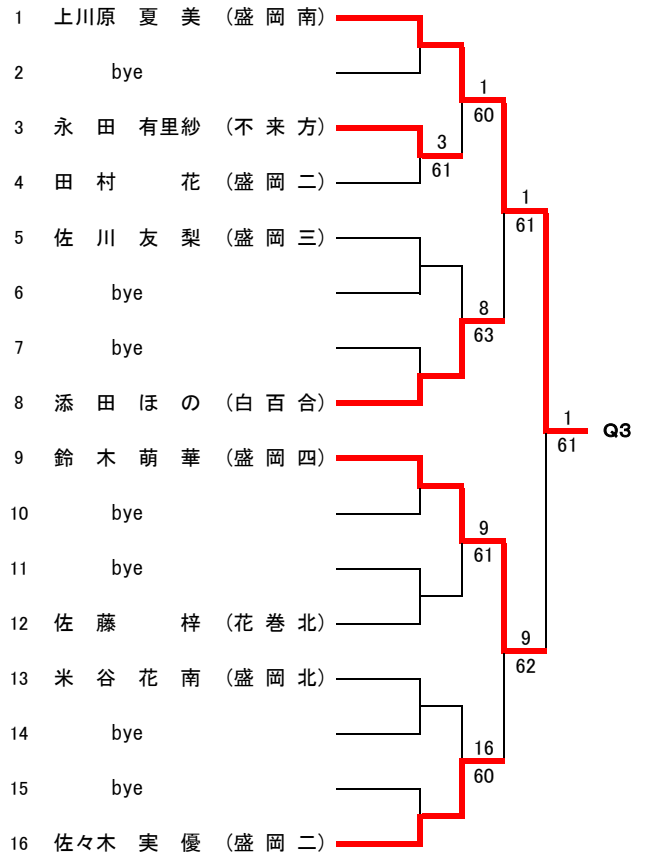 1 上川原 夏 美 (盛 岡 南)
2 bye
1
60
3 永 田 有里紗 (不 来 方)
3
61
4 田 村 花 (盛 岡 二)
1
61
5 佐 川 友 梨 (盛 岡 三)
6 bye
8
63
7 bye
8 添 田 ほ の (白 百 合)
1
61
Q3
9 鈴 木 萌 華 (盛 岡 四)
10 bye
9
61
11 bye
12 佐 藤 梓 (花 巻 北)
9
62
13 米 谷 花 南 (盛 岡 北)
14 bye
16
60
15 bye
16 佐々木 実 優 (盛 岡 二)